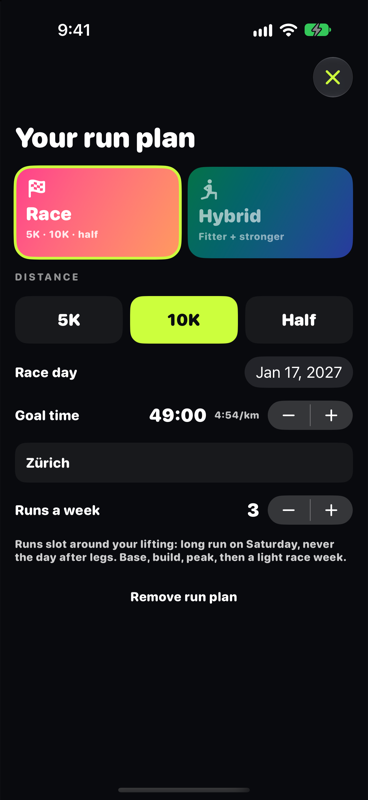 9:41
Your run plan
Race
5K · 10K · half
Hybrid
Fitter + stronger
DISTANCE
5K
10K
Half
Race day
Jan 17, 2027
Goal time
49:00
4:54/km
Zürich
Runs a week
3
Runs slot around your lifting: long run on Saturday, never
the day after legs. Base, build, peak, then a light race week.
Remove run plan